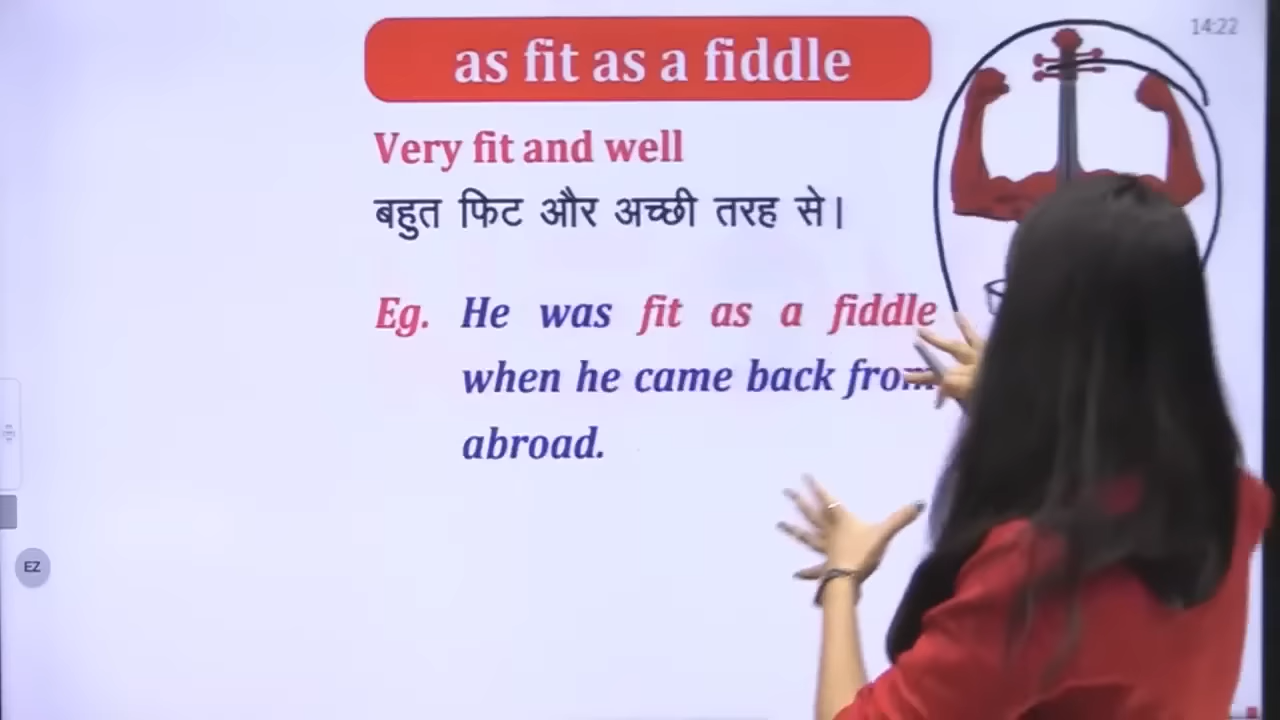 14:22
as fit as a fiddle
Very fit and well
बहुत फिट और अच्छी तरह से।
Eg. He was fit as a fiddle
when he came back from
abroad.
EZ